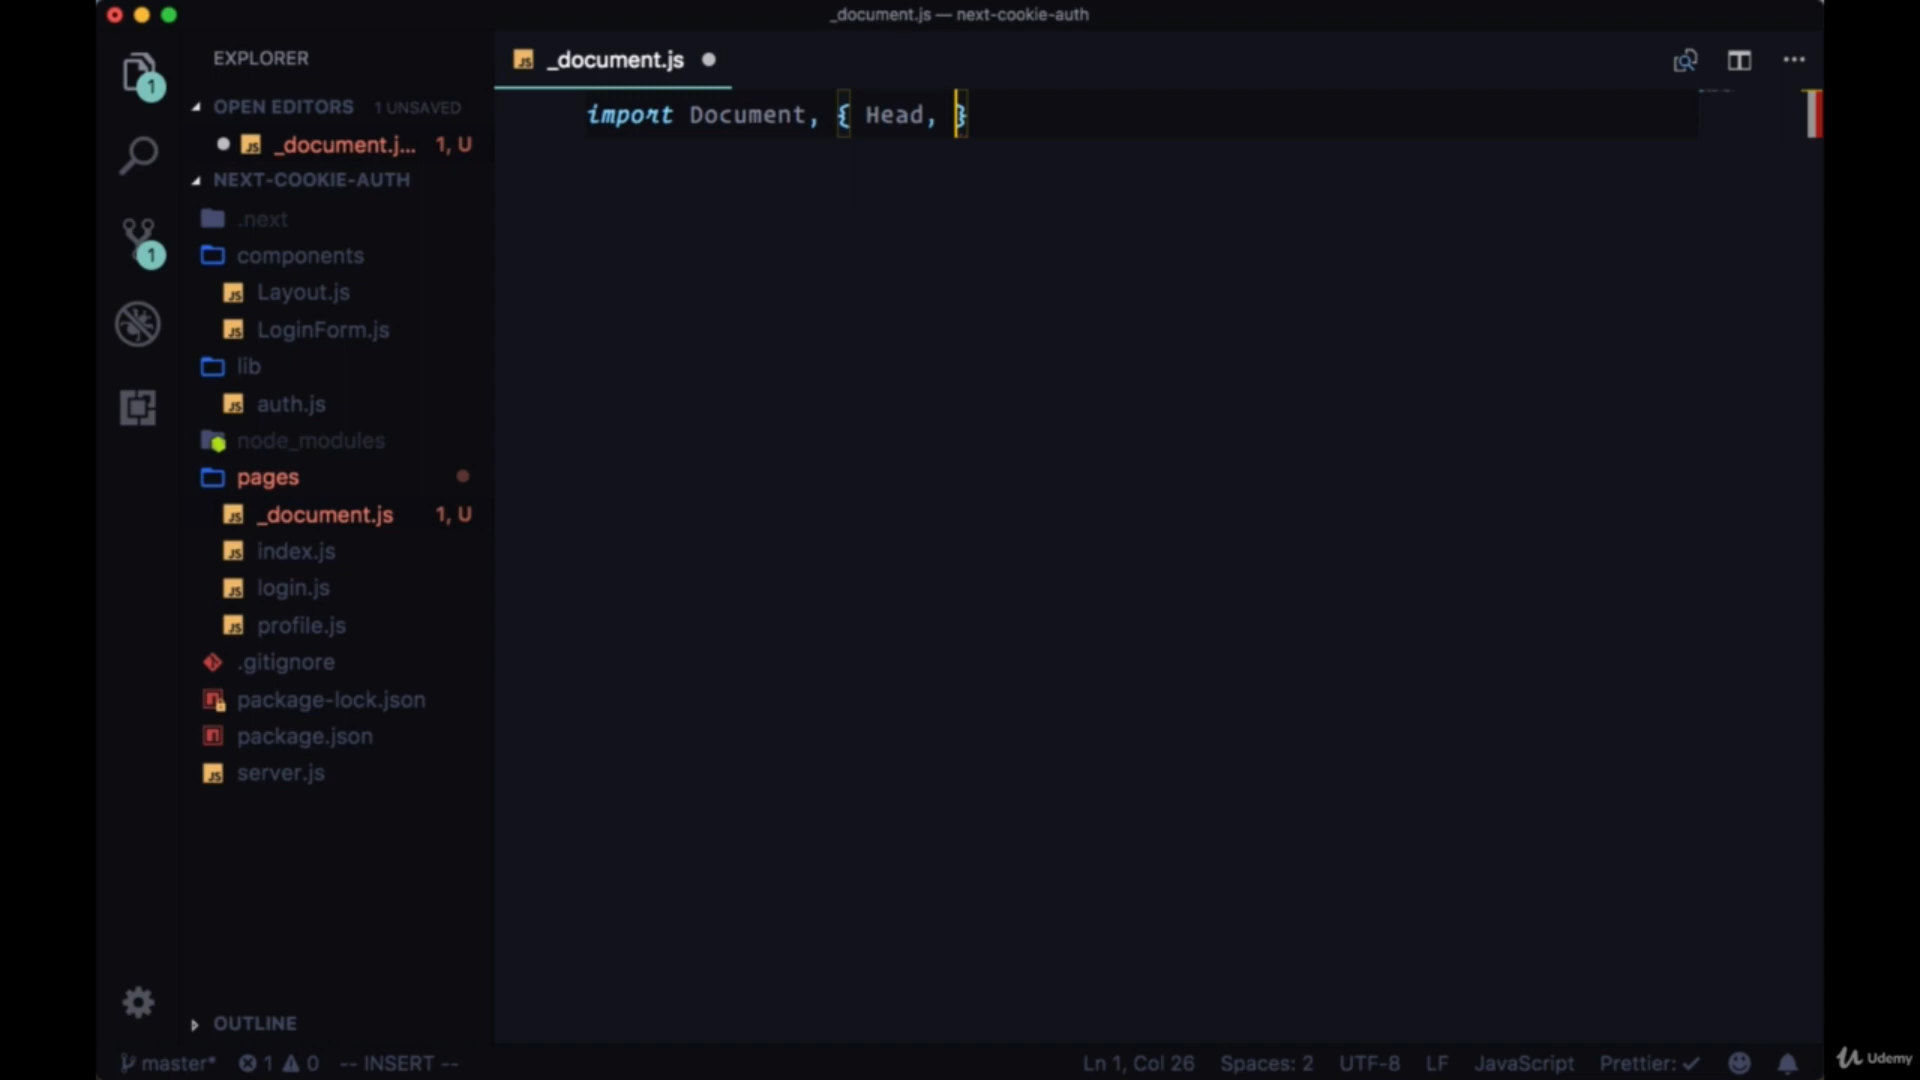 _document.js — next-cookie-auth
EXPLORER
1
OPEN EDITORS 1 UNSAVED
_document.j... 1, U
NEXT-COOKIE-AUTH
.next
components
1
Layout.js
LoginForm.js
lib
auth.js
node_modules
pages
_document.js 1, U
index.js
login.js
profile.js
.gitignore
package-lock.json
package.json
server.js
OUTLINE
_document.js
import Document, { Head, }
master* 1 0 -- INSERT --
Ln 1, Col 26 Spaces: 2 UTF-8 LF JavaScript Prettier: ✓
Udemy